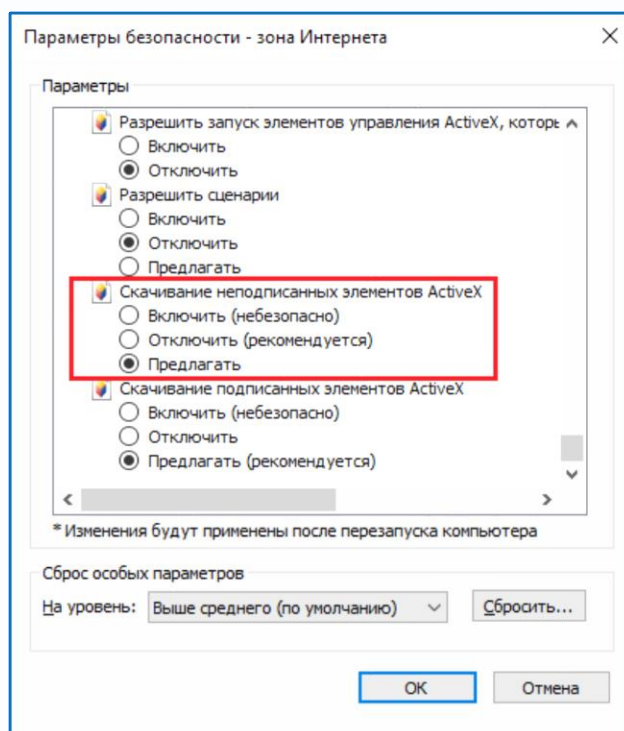 Параметры безопасности - зона Интернета
Параметры
Разрешить запуск элементов управления ActiveX, которь
Включить
Отключить
Разрешить сценарии
Включить
Отключить
Предлагать
Скачивание неподписанных элементов ActiveX
Включить (небезопасно)
Отключить (рекомендуется)
Предлагать
Скачивание подписанных элементов ActiveX
Включить (небезопасно)
Отключить
Предлагать (рекомендуется)
* Изменения будут применены после перезапуска компьютера
Сброс особых параметров
На уровень: Выше среднего (по умолчанию) Сбросить...
ОК Отмена